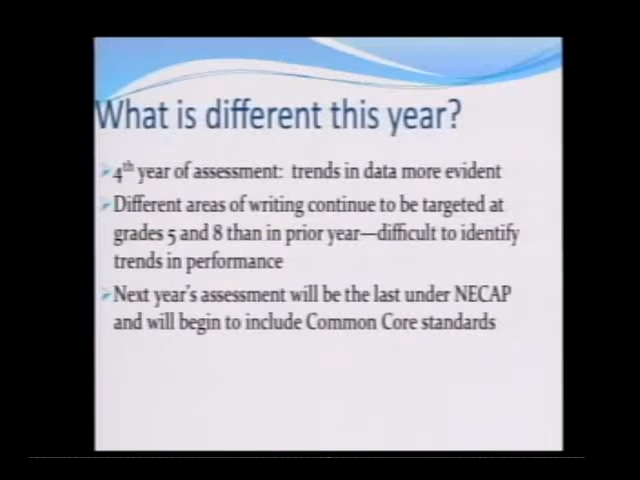 What is different this year?
4th year of assessment: trends in data more evident
Different areas of writing continue to be targeted at
grades 5 and 8 than in prior year—difficult to identify
trends in performance
Next year's assessment will be the last under NECAP
and will begin to include Common Core standards